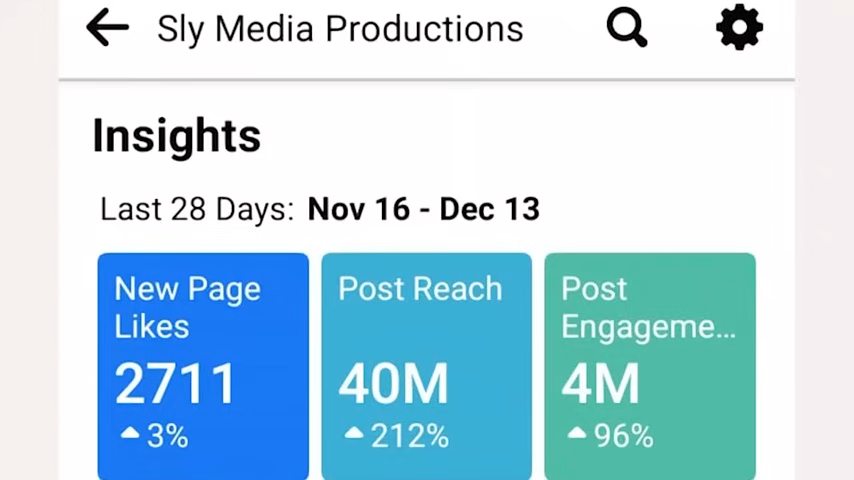 Sly Media Productions
Insights
Last 28 Days: Nov 16 - Dec 13
New Page
Likes
2711
3%
Post Reach
40M
212%
Post
Engageme...
4M
96%